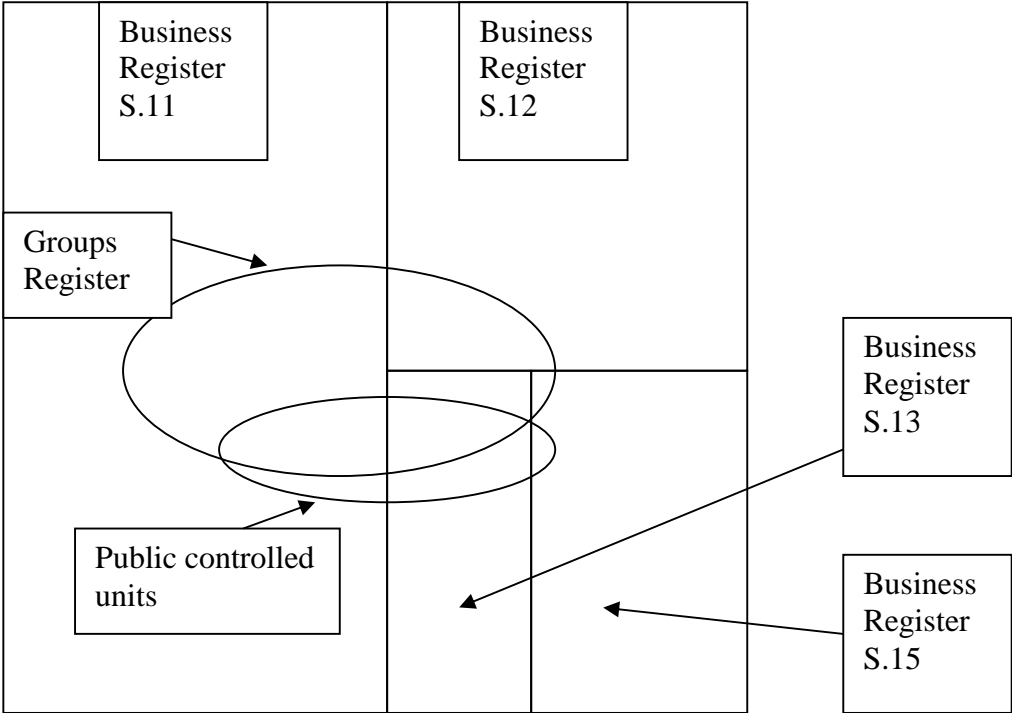 Business
Register
S.11
Business
Register
S.12
Groups
Register
Business
Register
S.13
Public controlled
units
Business
Register
S.15